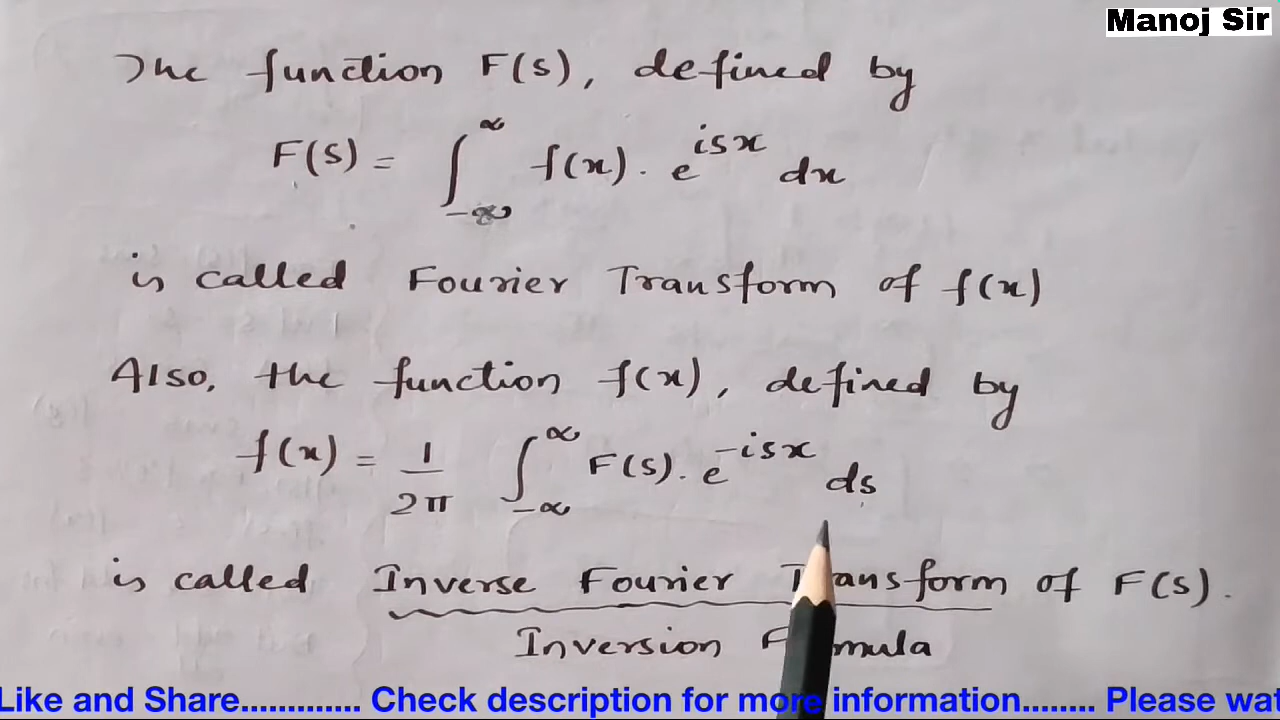 Manoj Sir
The function F(s), defined by
F(s) = ∫_{-∞}^{∞} f(x) · e^{isx} dx
is called Fourier Transform of f(x)
Also, the function f(x), defined by
f(x) = \frac{1}{2π} ∫_{-∞}^{∞} F(s) · e^{-isx} ds
is called Inverse Fourier Transform of F(s).
Inversion Formula
Like and Share............. Check description for more information........ Please wat